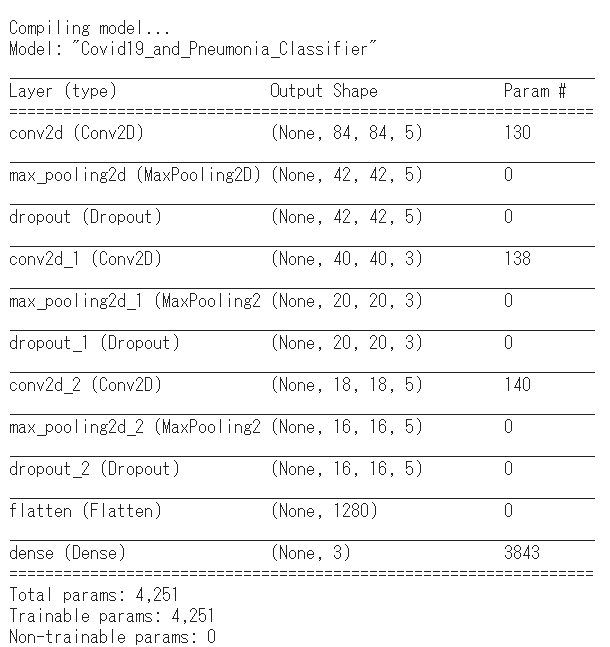 Compiling model...
Model: "Covid19_and_Pneumonia_Classifier"
Layer (type) Output Shape Param #
=================================================================
conv2d (Conv2D) (None, 84, 84, 5) 130
max_pooling2d (MaxPooling2D) (None, 42, 42, 5) 0
dropout (Dropout) (None, 42, 42, 5) 0
conv2d_1 (Conv2D) (None, 40, 40, 3) 138
max_pooling2d_1 (MaxPooling2 (None, 20, 20, 3) 0
dropout_1 (Dropout) (None, 20, 20, 3) 0
conv2d_2 (Conv2D) (None, 18, 18, 5) 140
max_pooling2d_2 (MaxPooling2 (None, 16, 16, 5) 0
dropout_2 (Dropout) (None, 16, 16, 5) 0
flatten (Flatten) (None, 1280) 0
dense (Dense) (None, 3) 3843
=================================================================
Total params: 4,251
Trainable params: 4,251
Non-trainable params: 0